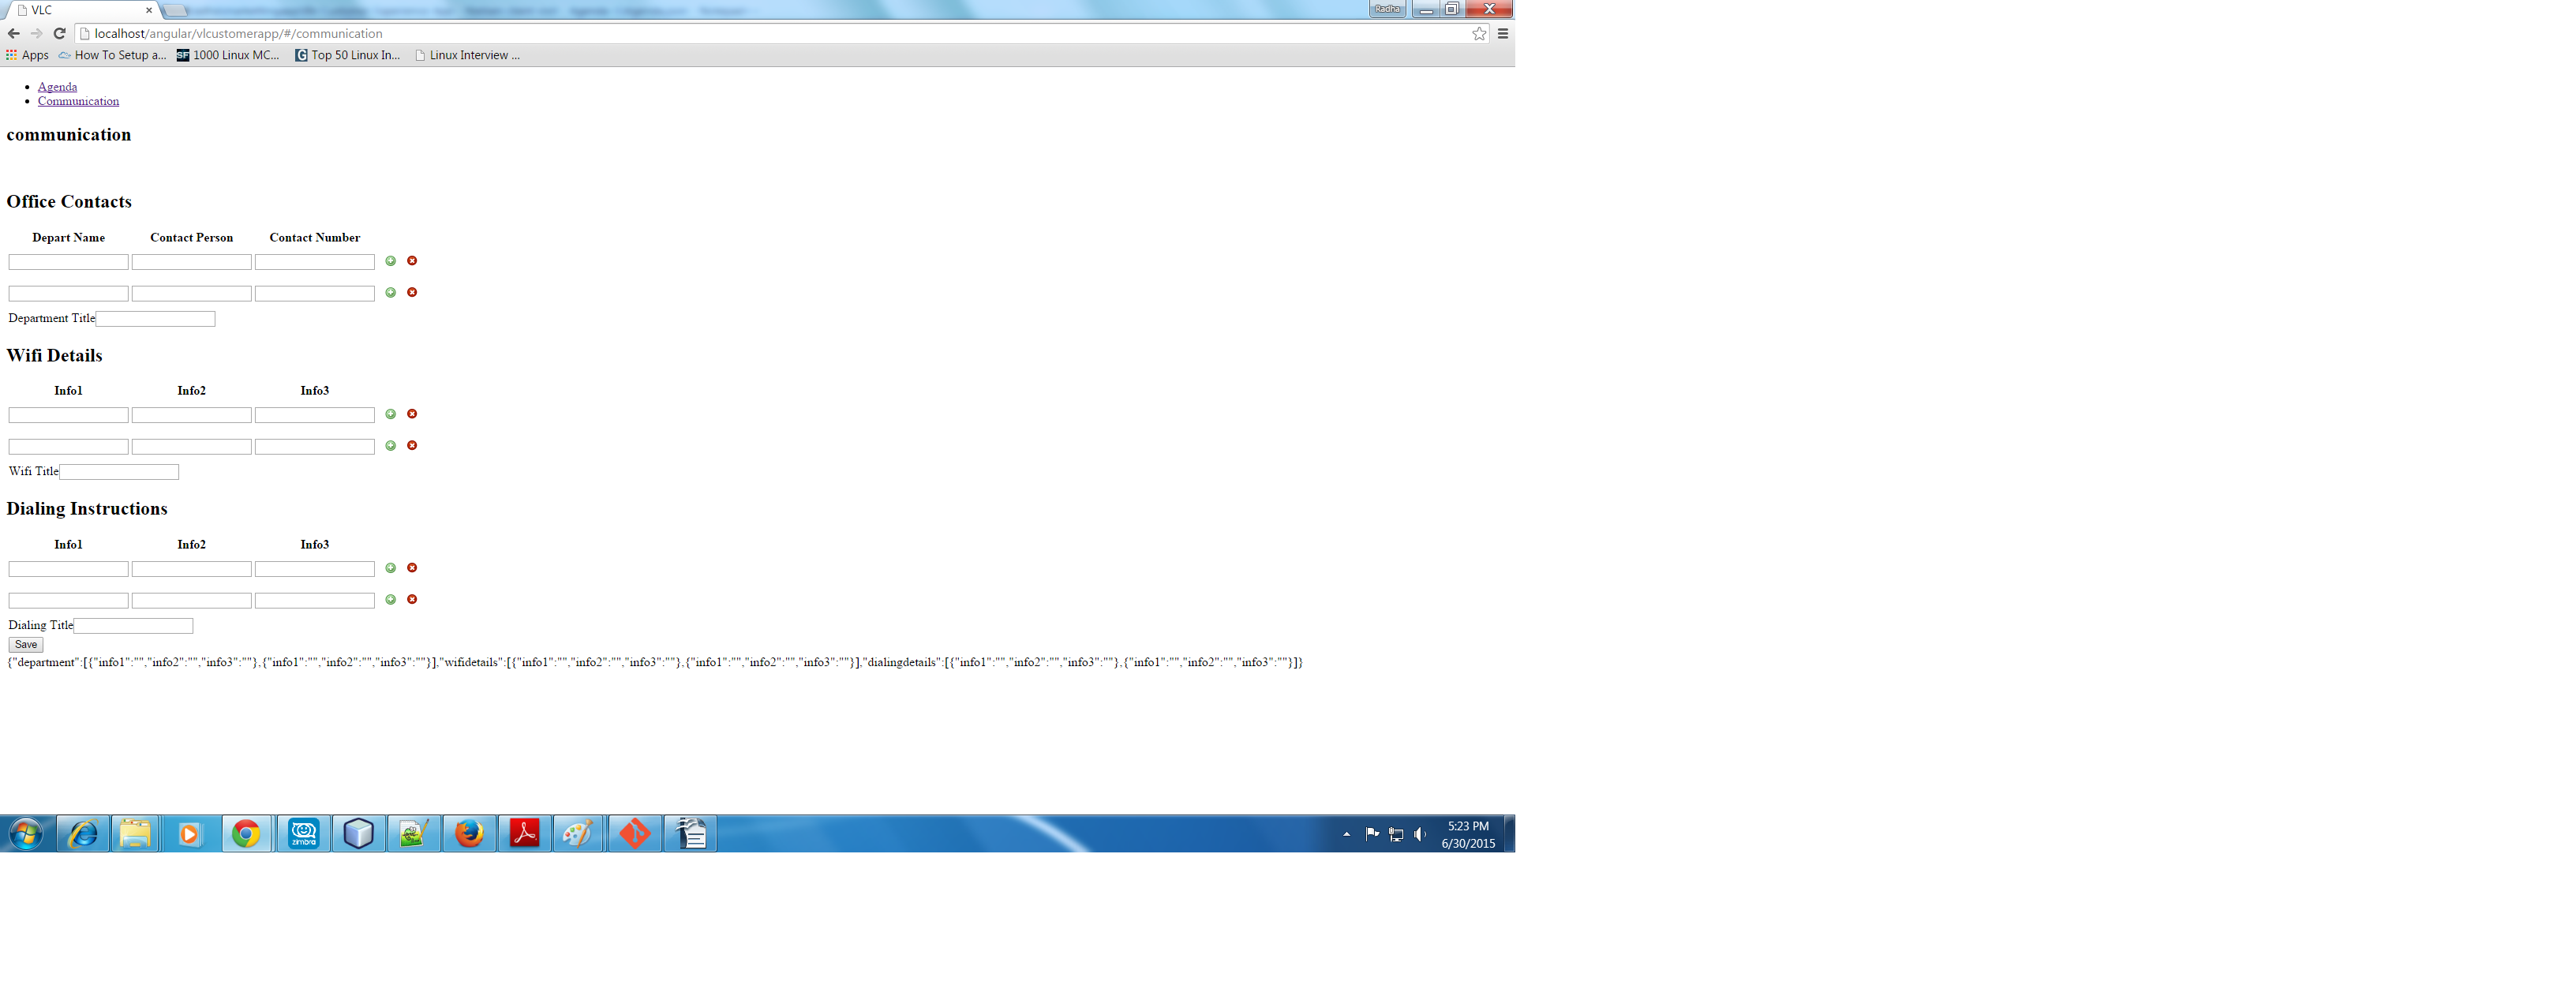 VLC
Radha
localhost/angular/vlcustomerapp/#/communication
Apps How To Setup a... SF 1000 Linux MC... G Top 50 Linux In... Linux Interview ...
Agenda
Communication
communication
Office Contacts
Depart Name Contact Person Contact Number
Department Title
Wifi Details
Info1 Info2 Info3
Wifi Title
Dialing Instructions
Info1 Info2 Info3
Dialing Title
Save
{"department":[{"info1":"","info2":"","info3":""},{"info1":"","info2":"","info3":""}],"wifidetails":[{"info1":"","info2":"","info3":""},{"info1":"","info2":"","info3":""}],"dialingdetails":[{"info1":"","info2":"","info3":""},{"info1":"","info2":"","info3":""}]}
zimbra
5:23 PM
6/30/2015